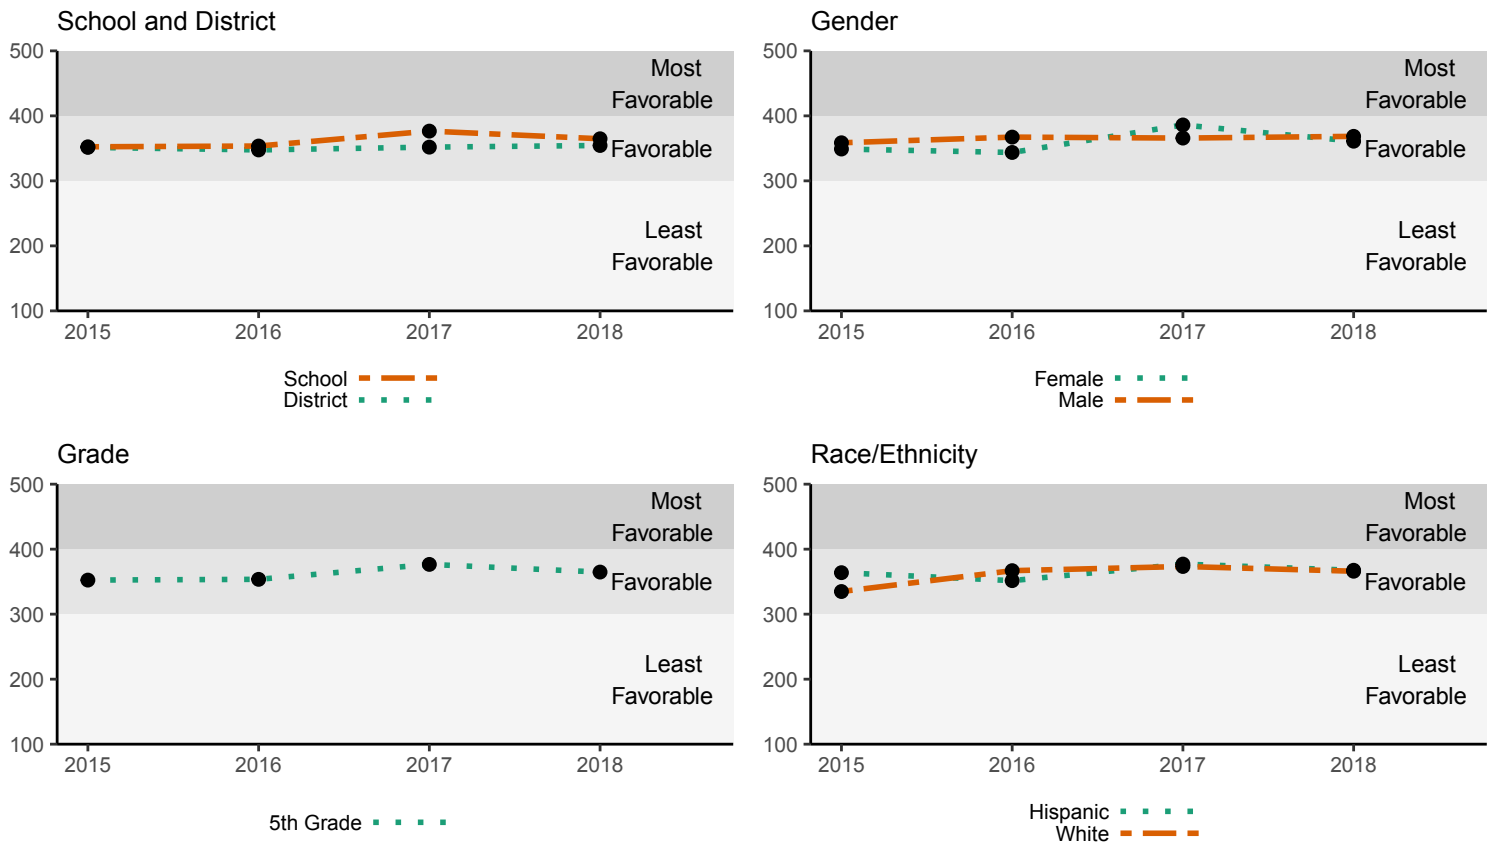 School and District
500
400
300
200
100
Most
Favorable
Favorable
Least
Favorable
2015 2016 2017 2018
School
District
Gender
500
400
300
200
100
Most
Favorable
Favorable
Least
Favorable
2015 2016 2017 2018
Female
Male
Grade
500
400
300
200
100
Most
Favorable
Favorable
Least
Favorable
2015 2016 2017 2018
5th Grade
Race/Ethnicity
500
400
300
200
100
Most
Favorable
Favorable
Least
Favorable
2015 2016 2017 2018
Hispanic
White